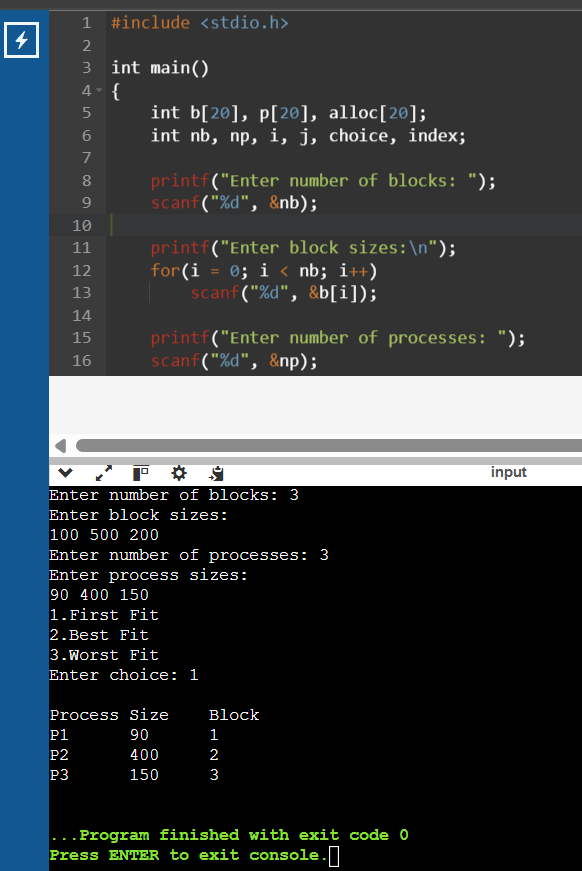 1 #include <stdio.h>
2
3 int main()
4 {
5     int b[20], p[20], alloc[20];
6     int nb, np, i, j, choice, index;
7
8     printf("Enter number of blocks: ");
9     scanf("%d", &nb);
10
11     printf("Enter block sizes:\n");
12     for(i = 0; i < nb; i++)
13         scanf("%d", &b[i]);
14
15     printf("Enter number of processes: ");
16     scanf("%d", &np);
input
Enter number of blocks: 3
Enter block sizes:
100 500 200
Enter number of processes: 3
Enter process sizes:
90 400 150
1.First Fit
2.Best Fit
3.Worst Fit
Enter choice: 1
Process Size    Block
P1      90      1
P2      400     2
P3      150     3
...Program finished with exit code 0
Press ENTER to exit console.